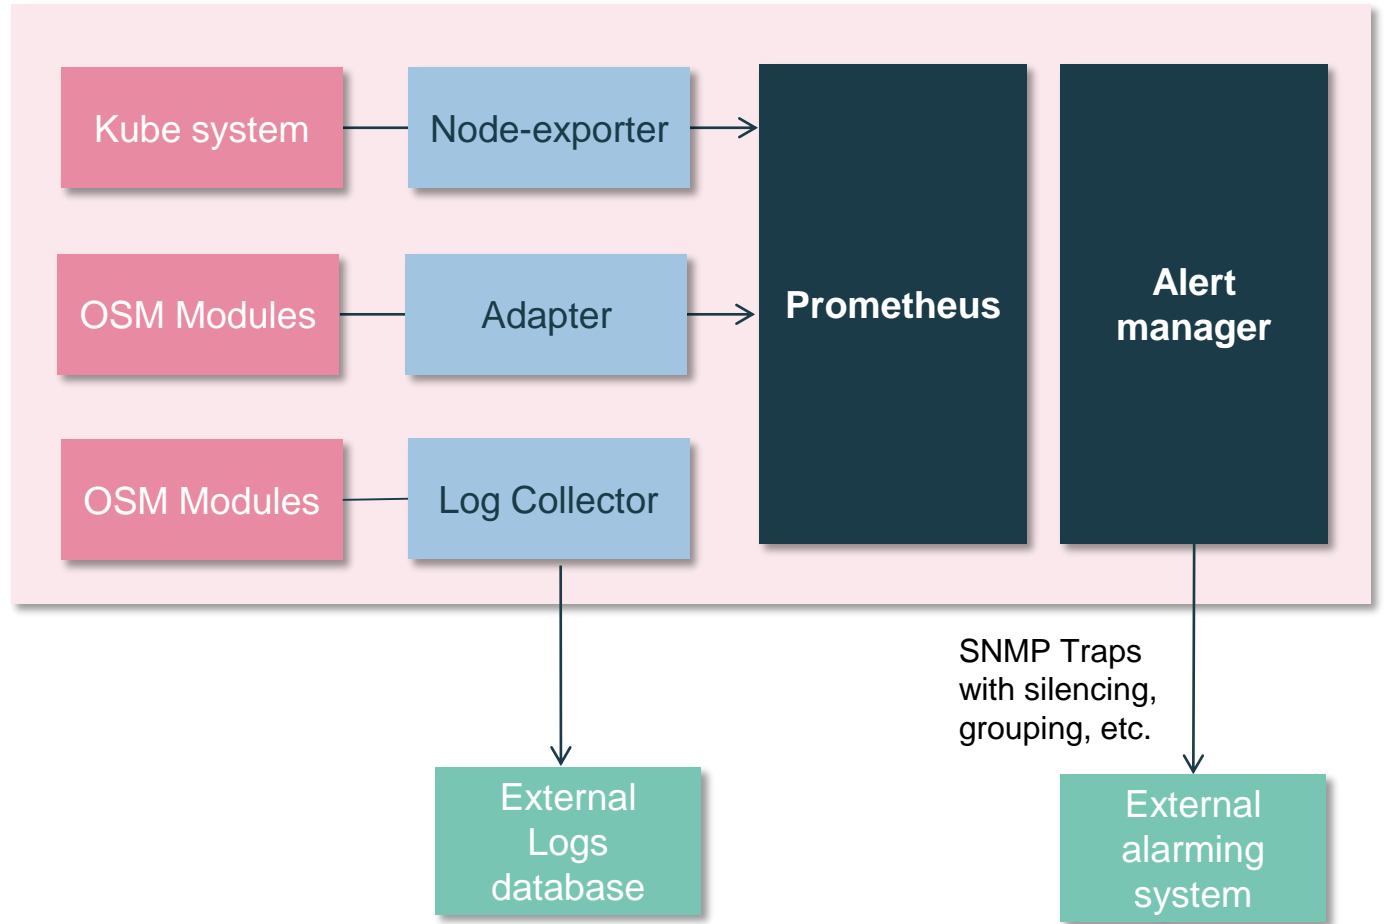 Kube system
Node-exporter
OSM Modules
Adapter
Prometheus
Alert
manager
OSM Modules
Log Collector
SNMP Traps
with silencing,
grouping, etc.
External
Logs
database
External
alarming
system